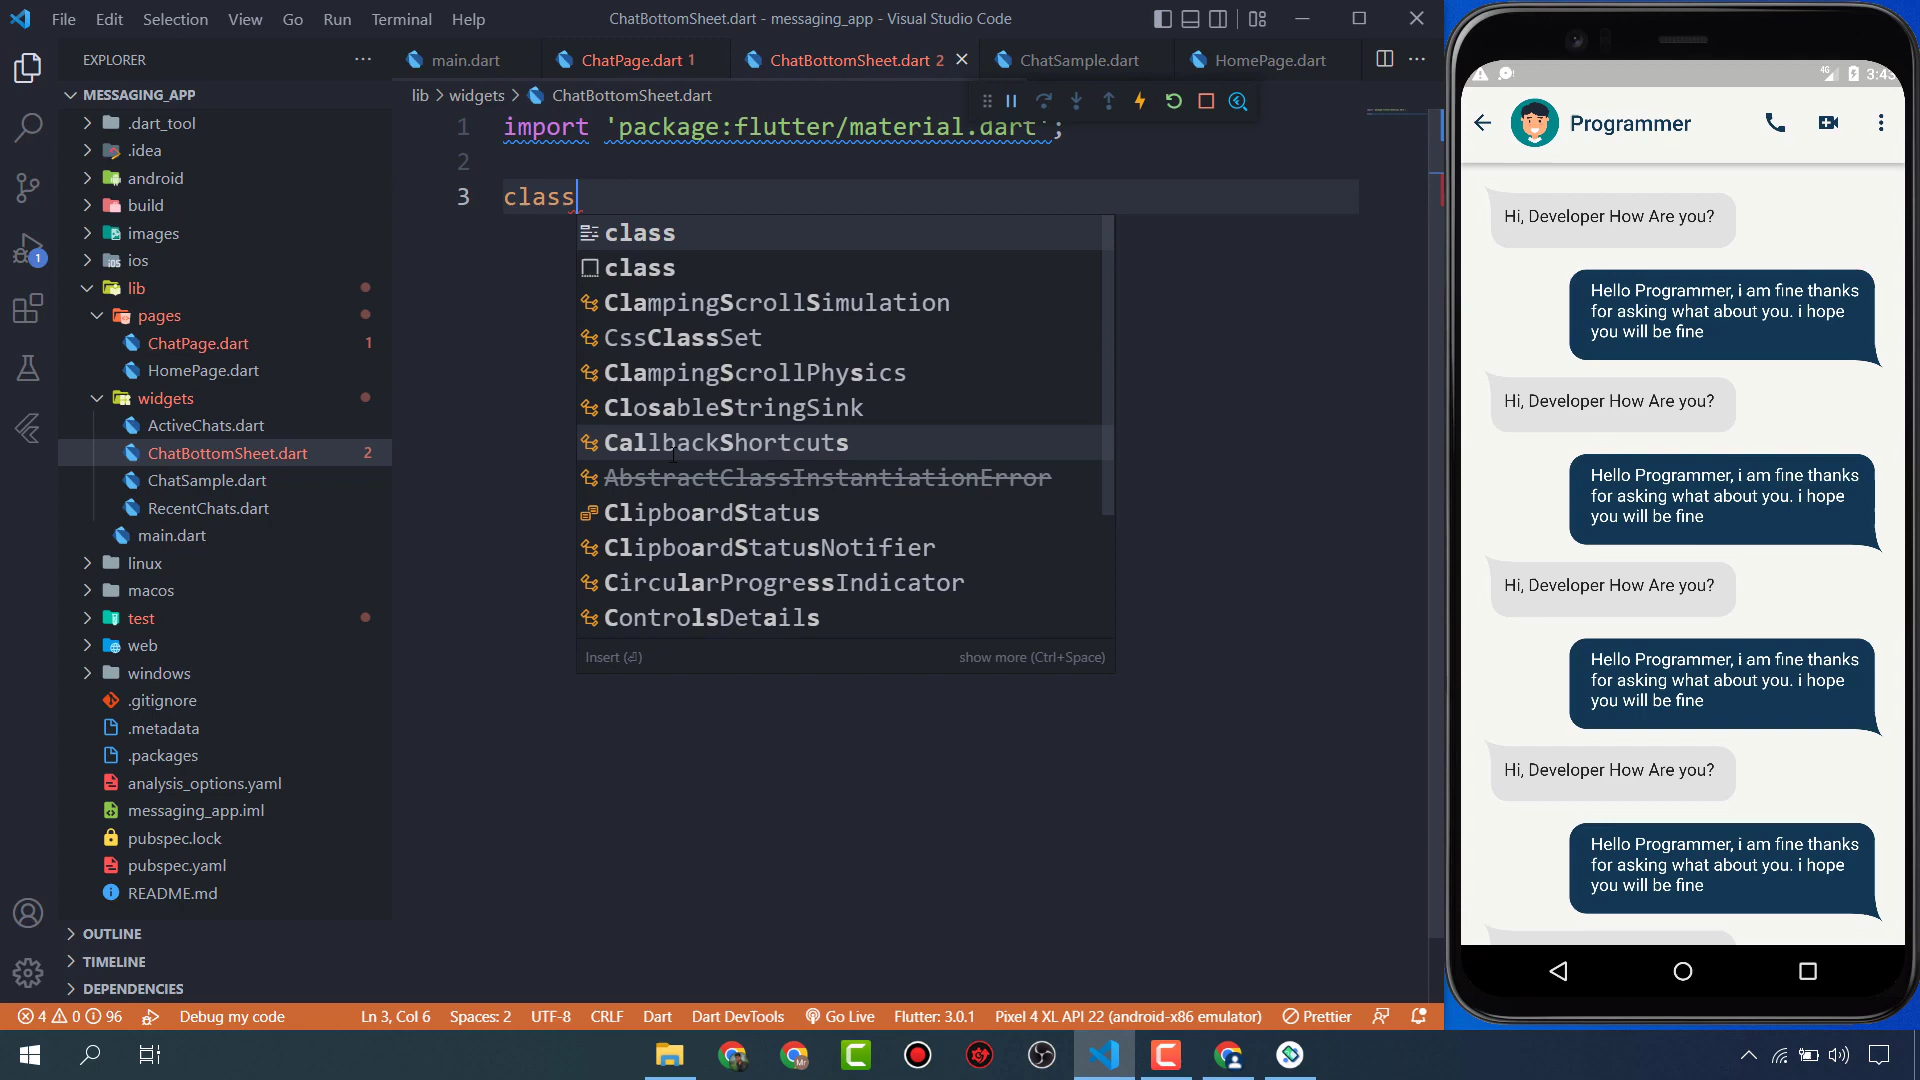 File Edit Selection View Go Run Terminal Help
ChatBottomSheet.dart - messaging_app - Visual Studio Code
EXPLORER
main.dart
ChatPage.dart 1
ChatBottomSheet.dart 2
ChatSample.dart
HomePage.dart
MESSAGING_APP
.dart_tool
.idea
android
build
images
ios
lib
pages
ChatPage.dart 1
HomePage.dart
widgets
ActiveChats.dart
ChatBottomSheet.dart 2
ChatSample.dart
RecentChats.dart
main.dart
linux
macos
test
web
windows
.gitignore
.metadata
.packages
analysis_options.yaml
messaging_app.iml
pubspec.lock
pubspec.yaml
README.md
OUTLINE
TIMELINE
DEPENDENCIES
1
lib > widgets > ChatBottomSheet.dart
1 import 'package:flutter/material.dart';
2
3 class
class
class
ClampingScrollSimulation
CssClassSet
ClampingScrollPhysics
ClosableStringSink
CallbackShortcuts
AbstractClassInstantiationError
ClipboardStatus
ClipboardStatusNotifier
CircularProgressIndicator
ControlsDetails
Insert (⏎) show more (Ctrl+Space)
4 0 96 Debug my code Ln 3, Col 6 Spaces: 2 UTF-8 CRLF Dart Dart DevTools Go Live Flutter: 3.0.1 Pixel 4 XL API 22 (android-x86 emulator) Prettier
4G 3:43
Programmer
Hi, Developer How Are you?
Hello Programmer, i am fine thanks
for asking what about you. i hope
you will be fine
Hi, Developer How Are you?
Hello Programmer, i am fine thanks
for asking what about you. i hope
you will be fine
Hi, Developer How Are you?
Hello Programmer, i am fine thanks
for asking what about you. i hope
you will be fine
Hi, Developer How Are you?
Hello Programmer, i am fine thanks
for asking what about you. i hope
you will be fine